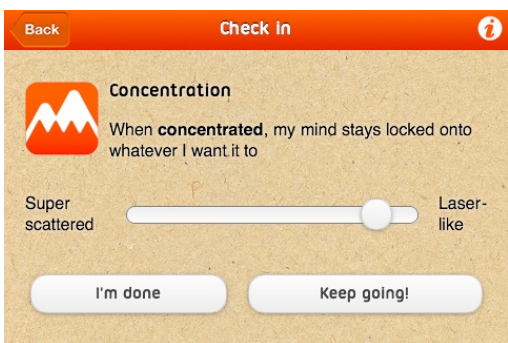 Back
Check in
i
Concentration
When concentrated, my mind stays locked onto
whatever I want it to
Super
scattered
Laser-
like
I'm done
Keep going!